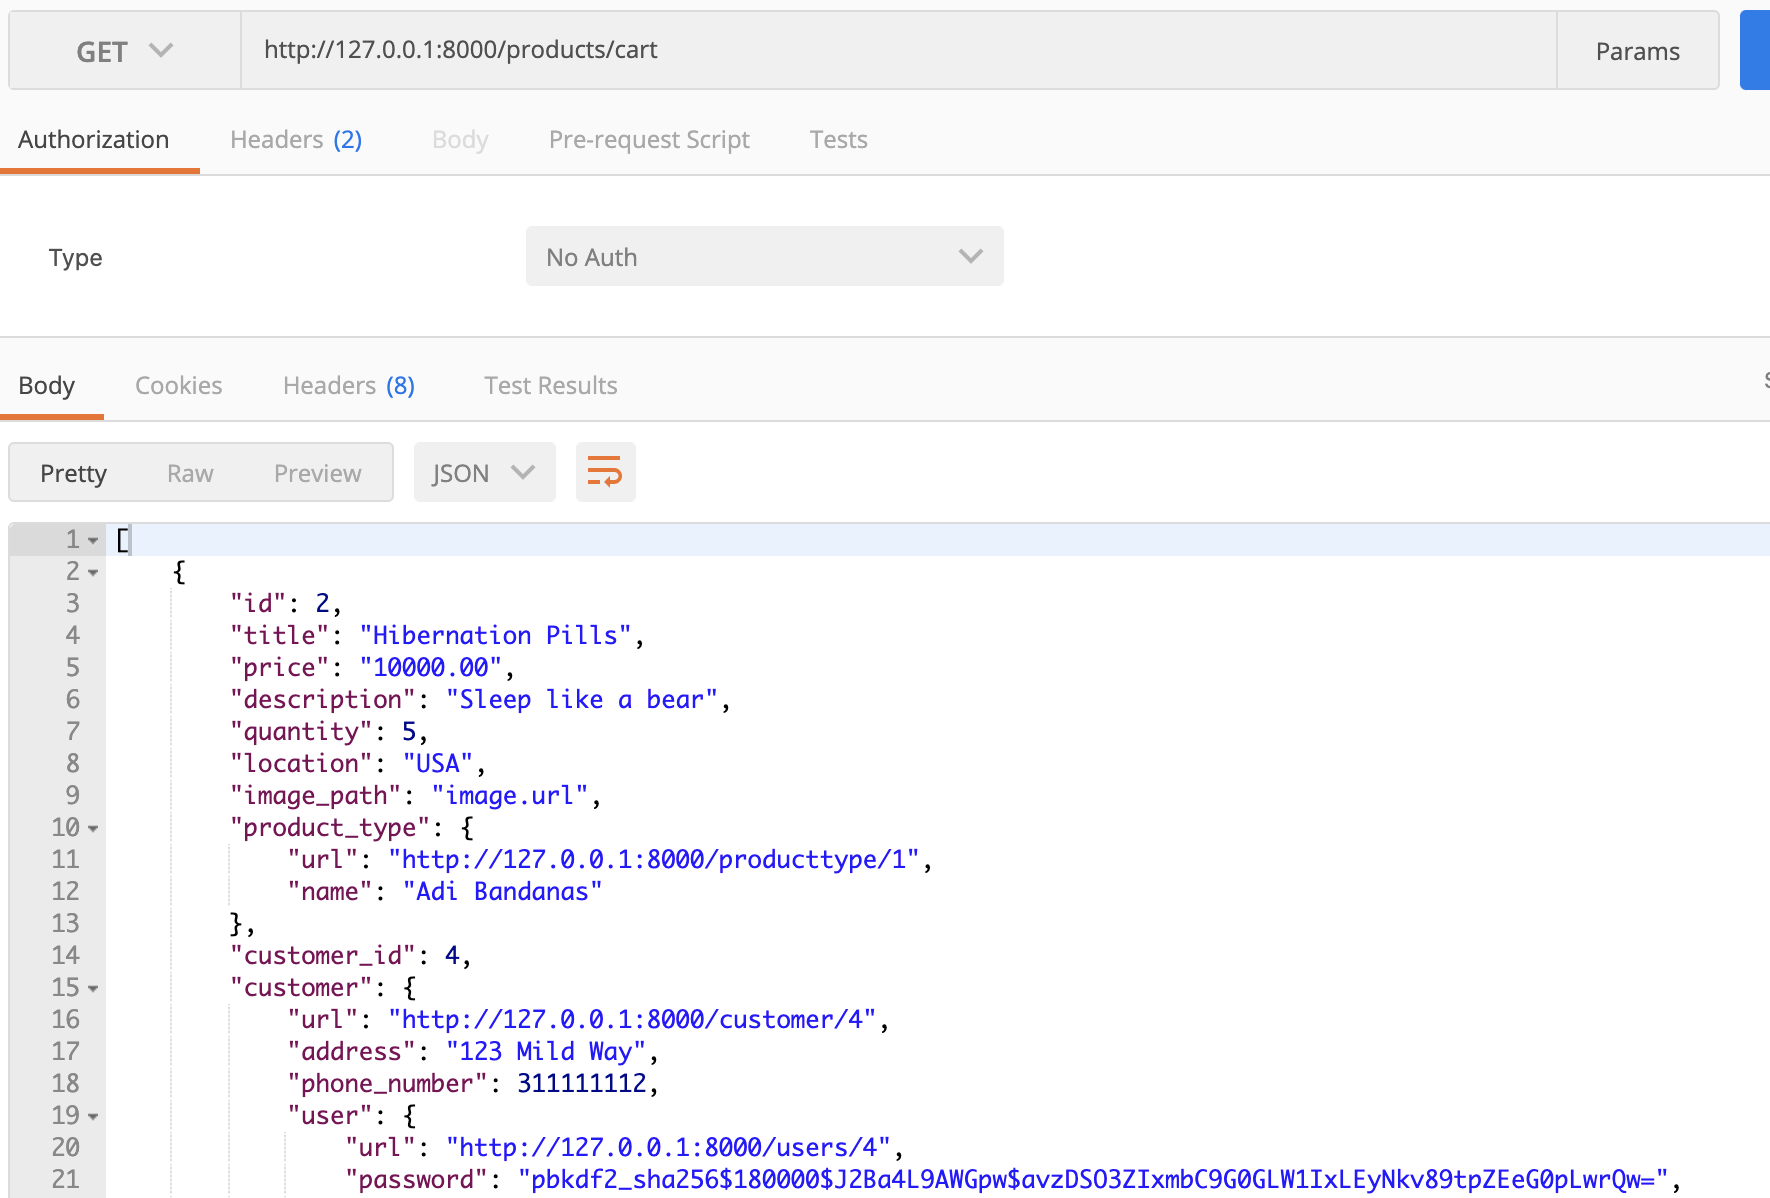 GET http://127.0.0.1:8000/products/cart Params
Authorization Headers (2) Body Pre-request Script Tests
Type No Auth
Body Cookies Headers (8) Test Results
Pretty Raw Preview JSON
1 [
2 {
3 "id": 2,
4 "title": "Hibernation Pills",
5 "price": "10000.00",
6 "description": "Sleep like a bear",
7 "quantity": 5,
8 "location": "USA",
9 "image_path": "image.url",
10 "product_type": {
11 "url": "http://127.0.0.1:8000/producttype/1",
12 "name": "Adi Bandanas"
13 },
14 "customer_id": 4,
15 "customer": {
16 "url": "http://127.0.0.1:8000/customer/4",
17 "address": "123 Mild Way",
18 "phone_number": 311111112,
19 "user": {
20 "url": "http://127.0.0.1:8000/users/4",
21 "password": "pbkdf2_sha256$180000$J2Ba4L9AWGpw$avzDSO3ZIxmbC9G0GLW1IxLEyNkv89tpZEeG0pLwrQw=",